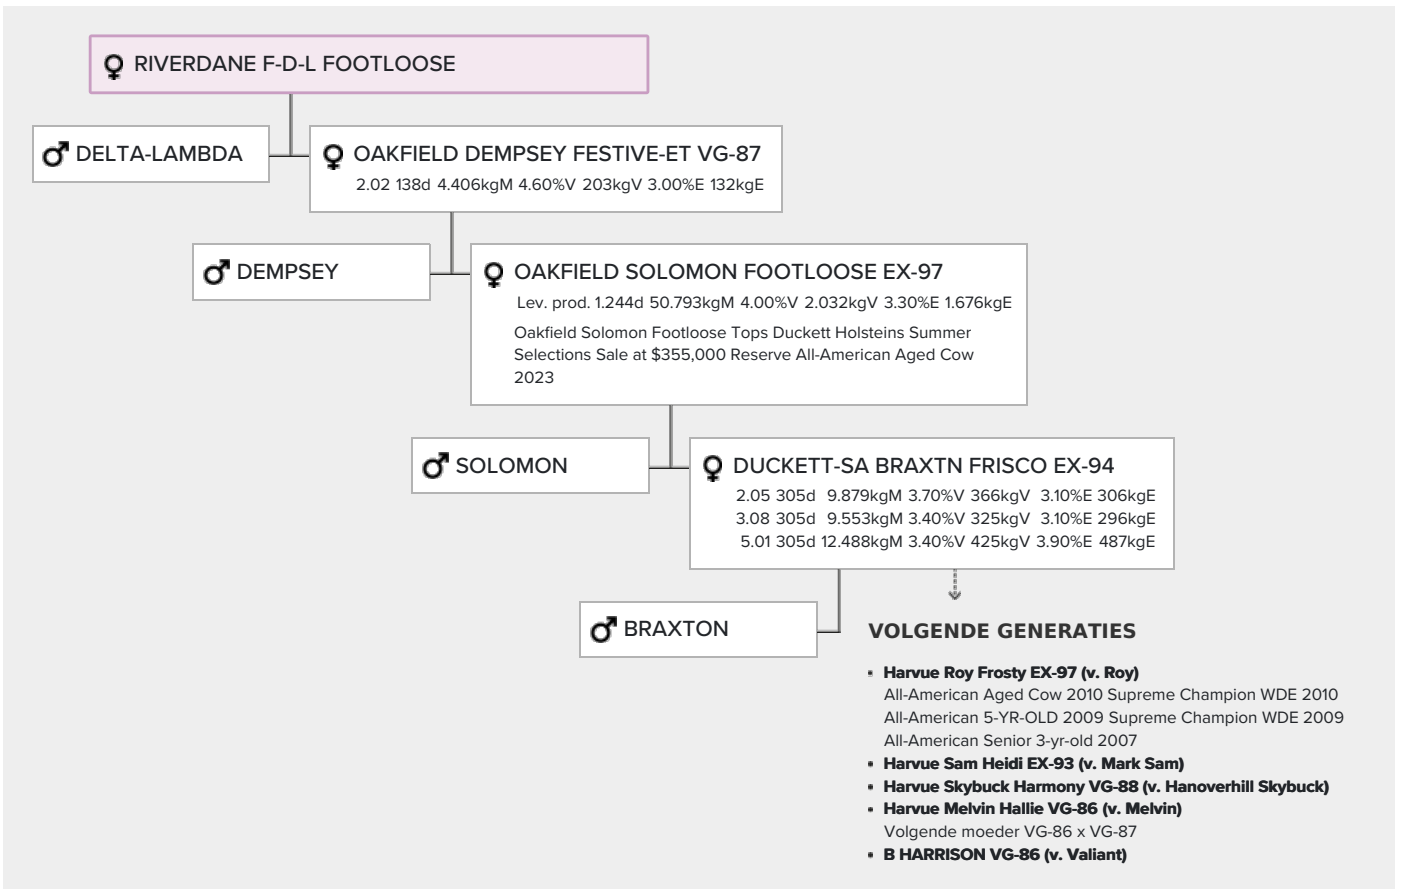 RIVERDANE F-D-L FOOTLOOSE
DELTA-LAMBDA
OAKFIELD DEMPSEY FESTIVE-ET VG-87
2.02 138d 4.406kgM 4.60%V 203kgV 3.00%E 132kgE
DEMPSEY
OAKFIELD SOLOMON FOOTLOOSE EX-97
Lev. prod. 1.244d 50.793kgM 4.00%V 2.032kgV 3.30%E 1.676kgE
Oakfield Solomon Footloose Tops Duckett Holsteins Summer
Selections Sale at $355,000 Reserve All-American Aged Cow
2023
SOLOMON
DUCKETT-SA BRAXTN FRISCO EX-94
2.05 305d 9.879kgM 3.70%V 366kgV 3.10%E 306kgE
3.08 305d 9.553kgM 3.40%V 325kgV 3.10%E 296kgE
5.01 305d 12.488kgM 3.40%V 425kgV 3.90%E 487kgE
BRAXTON
VOLGENDE GENERATIES
▪ Harvue Roy Frosty EX-97 (v. Roy)
All-American Aged Cow 2010 Supreme Champion WDE 2010
All-American 5-YR-OLD 2009 Supreme Champion WDE 2009
All-American Senior 3-yr-old 2007
▪ Harvue Sam Heidi EX-93 (v. Mark Sam)
▪ Harvue Skybuck Harmony VG-88 (v. Hanoverhill Skybuck)
▪ Harvue Melvin Hallie VG-86 (v. Melvin)
Volgende moeder VG-86 x VG-87
▪ B HARRISON VG-86 (v. Valiant)